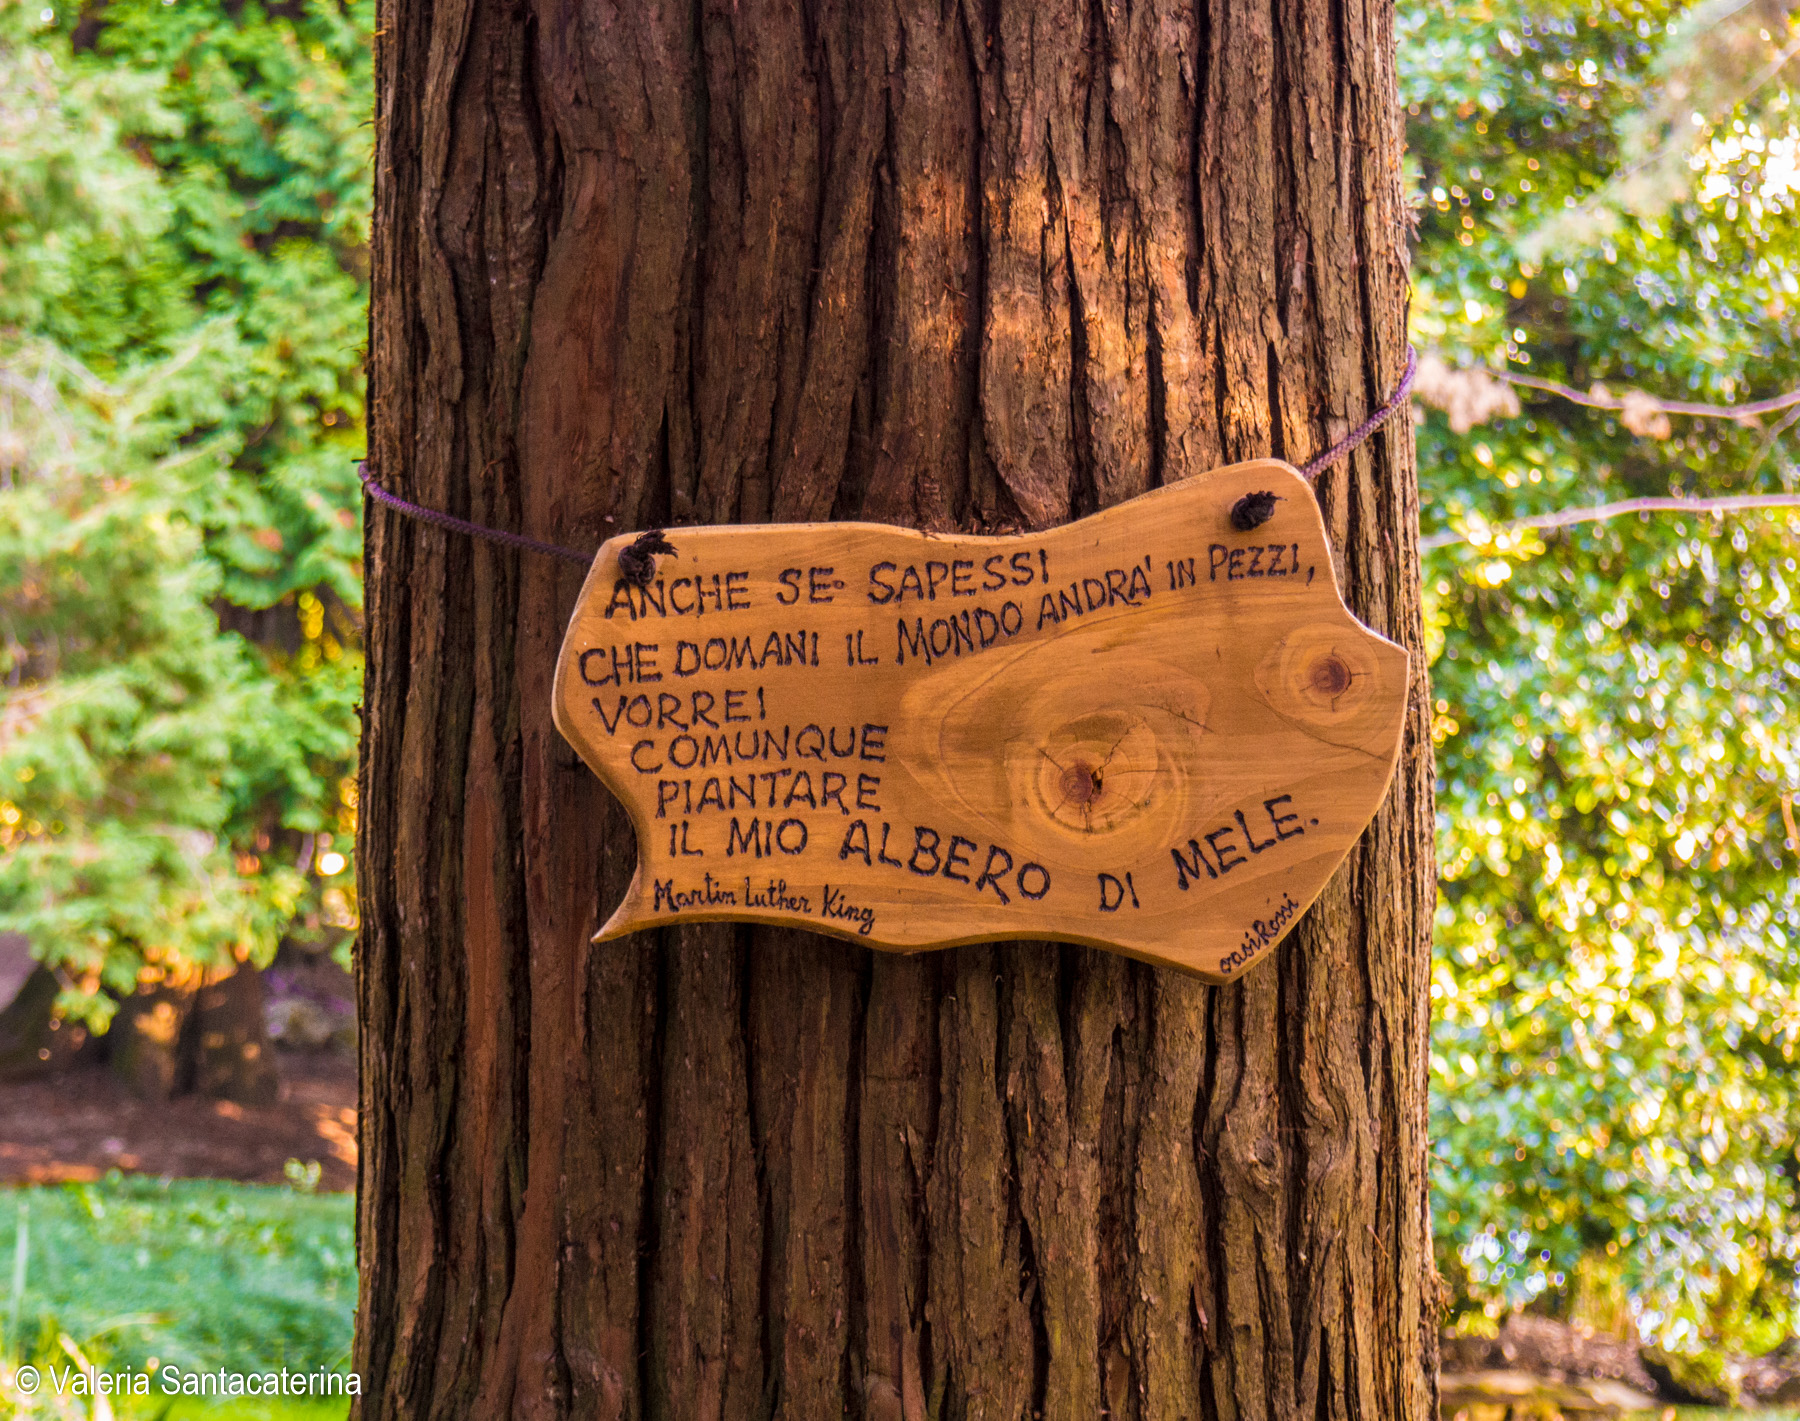 ANCHE SE SAPESSI
CHE DOMANI IL MONDO ANDRA' IN PEZZI,
VORREI
COMUNQUE
PIANTARE
IL MIO ALBERO DI MELE.
Martin Luther King
oasiRossi
© Valeria Santacaterina